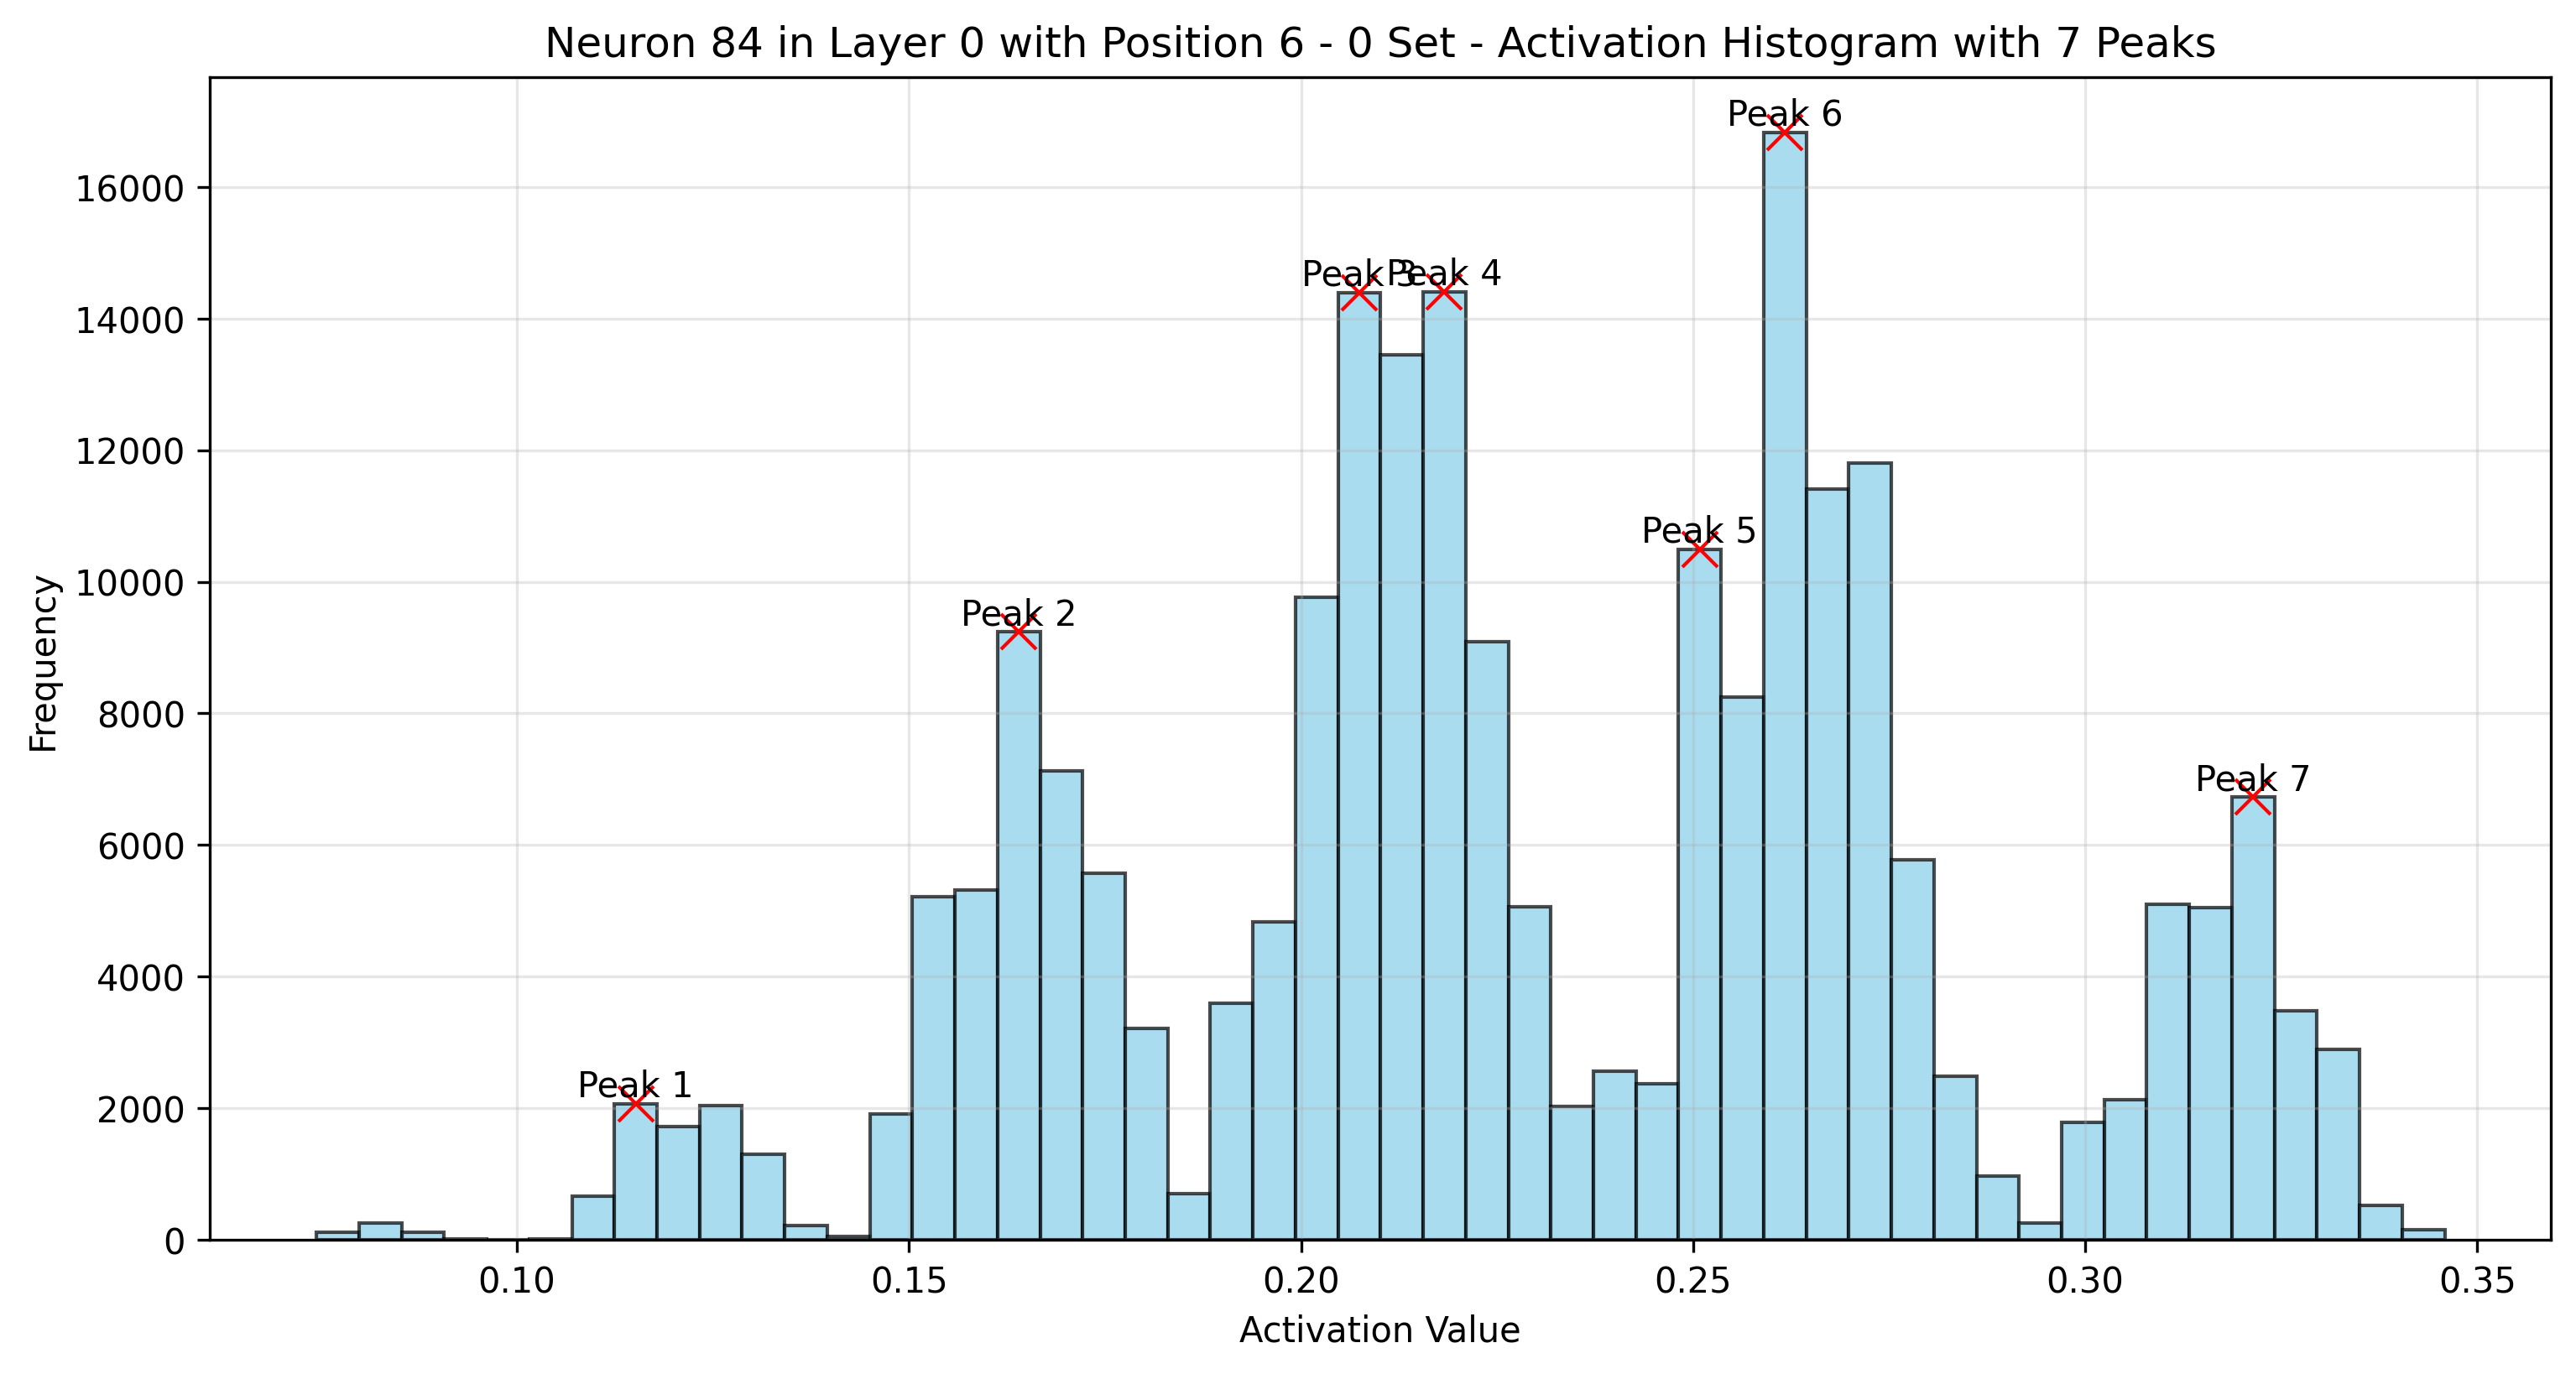 Neuron 84 in Layer 0 with Position 6 - 0 Set - Activation Histogram with 7 Peaks
Peak 6
16000
Peak 3
Peak 4
14000
12000
Peak 5
10000
Peak 2
Frequency
8000
Peak 7
6000
4000
Peak 1
2000
0
0.10
0.15
0.20
0.25
0.30
0.35
Activation Value